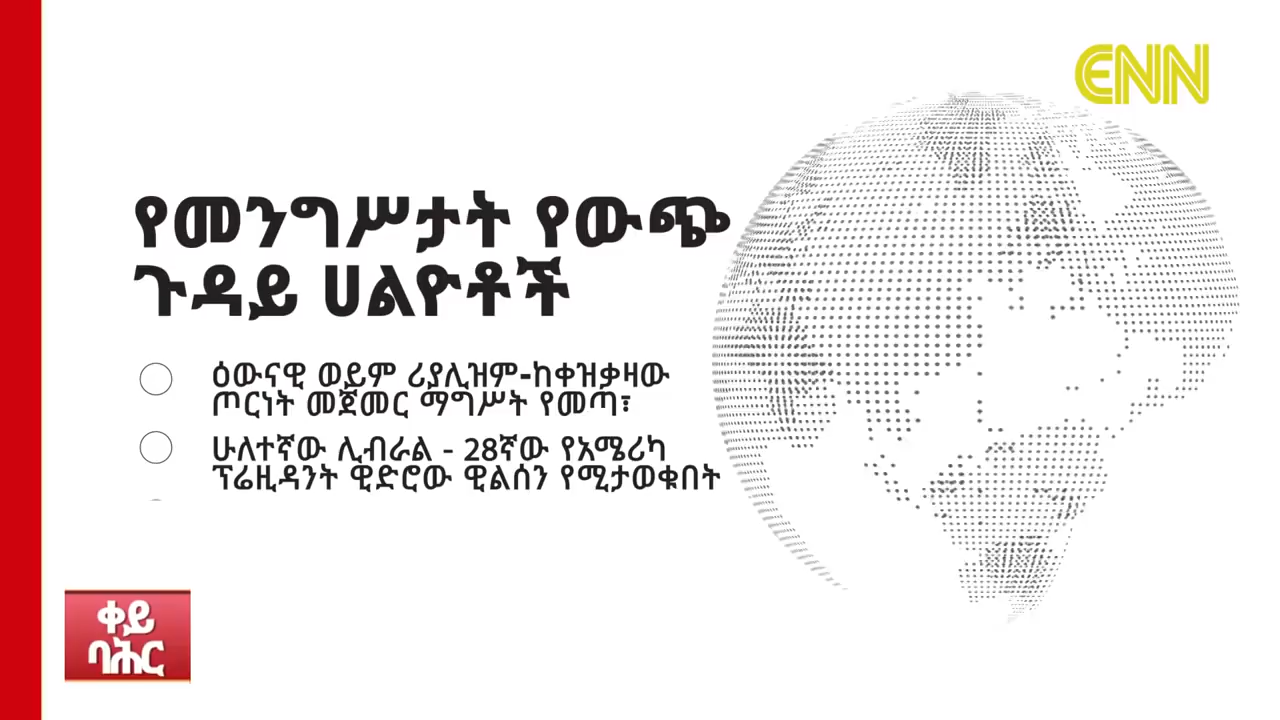 ENN
የመንግሥታት የውጭ
ጉዳይ ሀልዮቶች
ዕውናዊ ወይም ሪያሊዝም-ከቀዝቃዛው
ጦርነት መጀመር ማግሥት የመጣ፣
ሁለተኛው ሊብራል - 28ኛው የአሜሪካ
ፕሬዚዳንት ዊድሮው ዊልሰን የሚታወቁበት
ቀይ
ባሕር